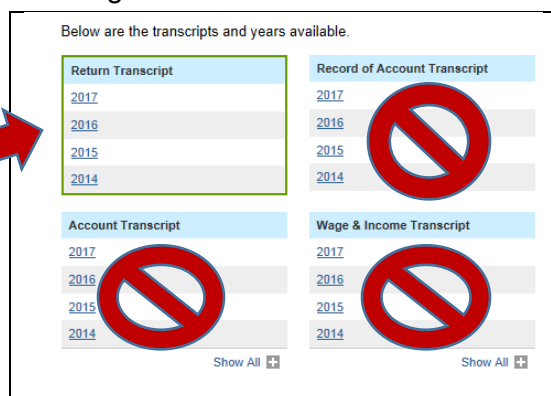 Below are the transcripts and years available.
Return Transcript
2017
2016
2015
2014
Record of Account Transcript
2017
2016
2015
2014
Account Transcript
2017
2016
2015
2014
Show All
Wage & Income Transcript
2017
2016
2015
2014
Show All